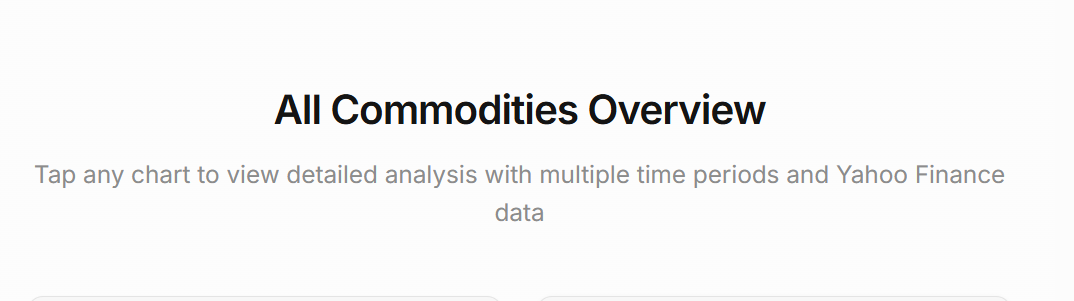 All Commodities Overview
Tap any chart to view detailed analysis with multiple time periods and Yahoo Finance
data